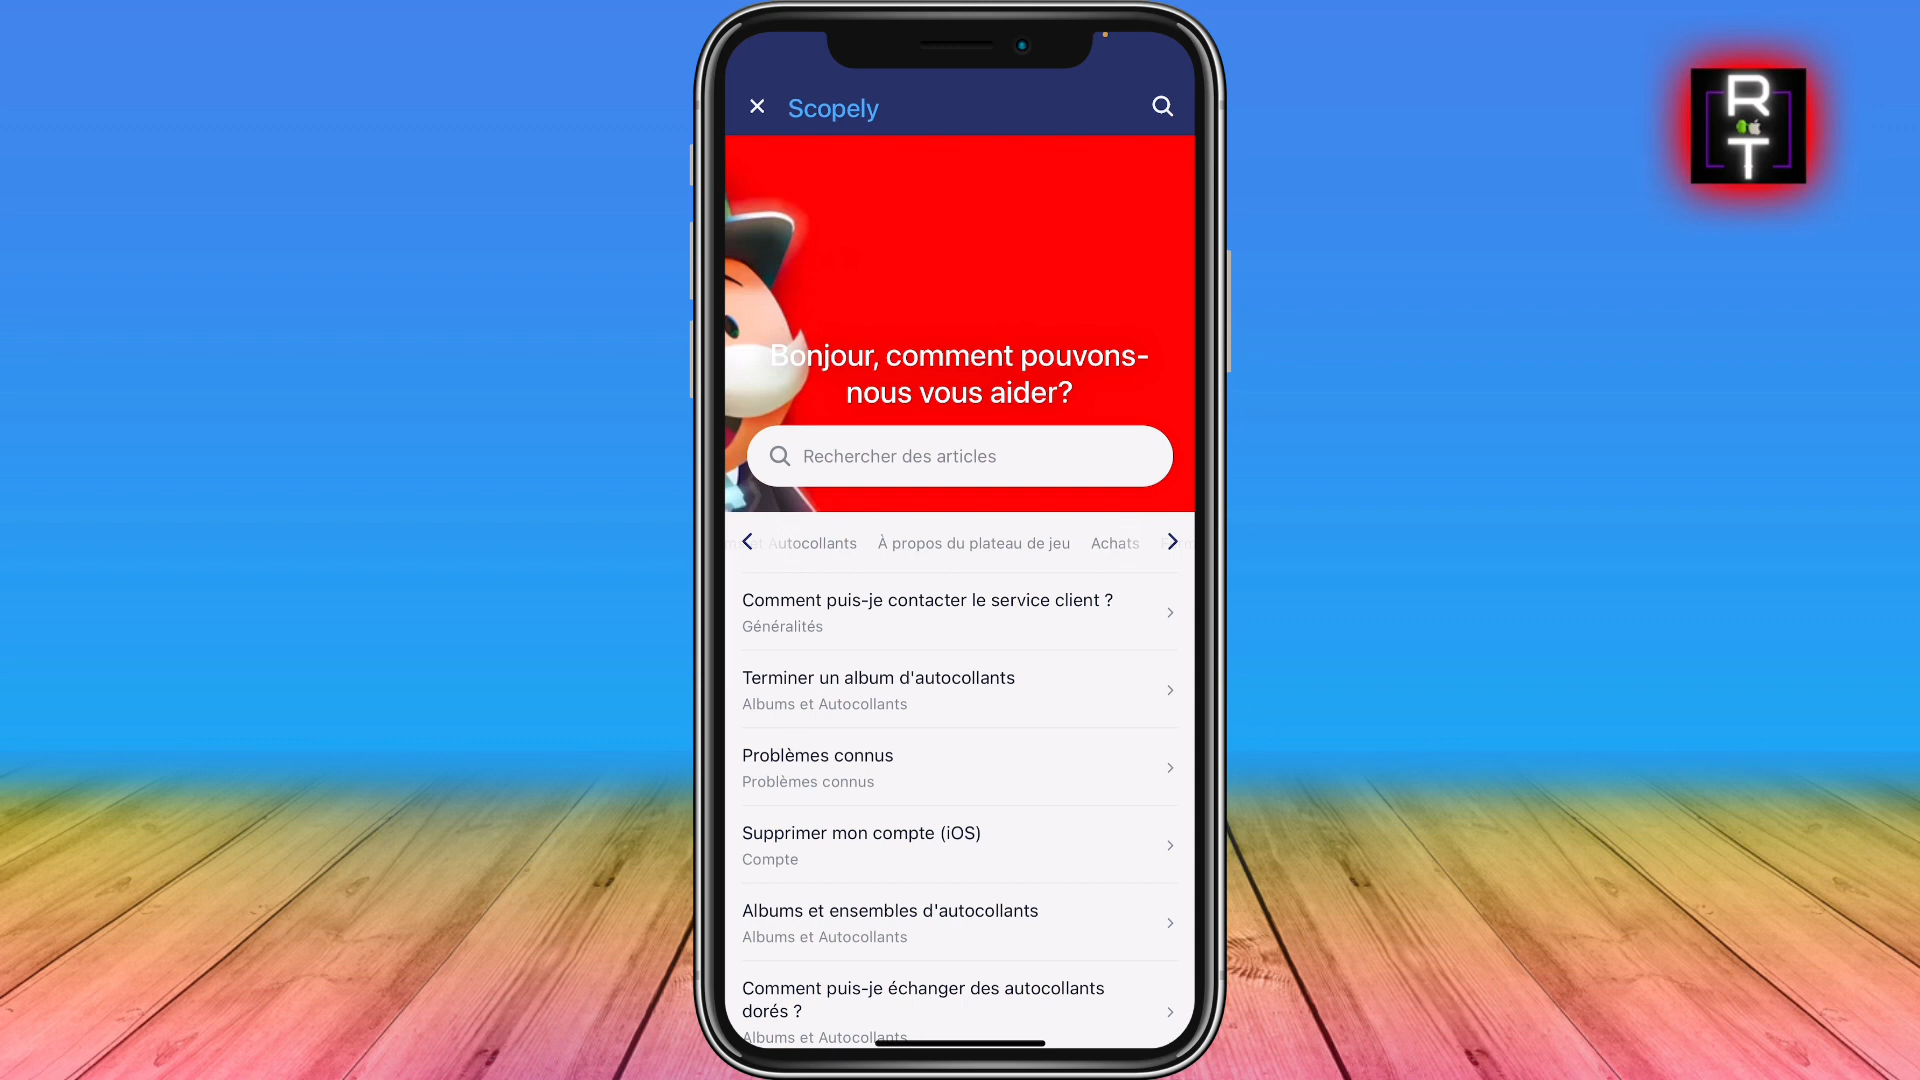 R
T
Scopely
Bonjour, comment pouvons-
nous vous aider?
Rechercher des articles
Autocollants À propos du plateau de jeu Achats
Comment puis-je contacter le service client ?
Généralités
Terminer un album d'autocollants
Albums et Autocollants
Problèmes connus
Problèmes connus
Supprimer mon compte (iOS)
Compte
Albums et ensembles d'autocollants
Albums et Autocollants
Comment puis-je échanger des autocollants
dorés ?
Albums et Autocollants